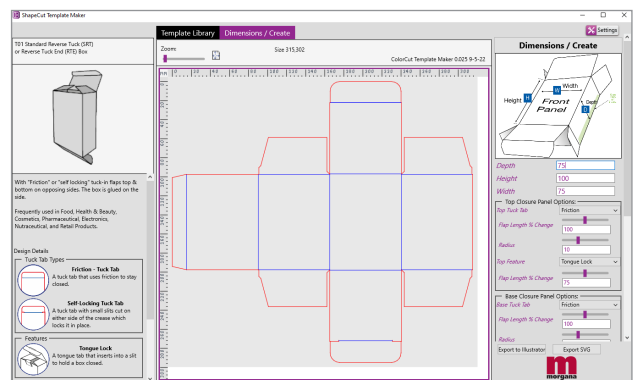 ShapeCut Template Maker
Settings
T01 Standard Reverse Tuck (SRT)
or Reverse Tuck End (RTE) Box
With "Friction" or "self locking" tuck-in flaps top &
bottom on opposing sides. The box is glued on the
side.
Frequently used in Food, Health & Beauty,
Cosmetics, Pharmaceutical, Electronics,
Nutraceutical, and Retail Products.
Design Details
Tuck Tab Types
Friction - Tuck Tab
A tuck tab that uses friction to stay
closed.
Self-Locking Tuck Tab
A tuck tab with small slits cut on
either side of the crease which
locks it in place.
Features
Tongue Lock
A tongue tab that inserts into a slit
to hold a box closed.
Template Library
Dimensions / Create
Zoom:
Size 315,302
ColorCut Template Maker 0.025 9-5-22
Dimensions / Create
Height H
W Width
Depth
D
Front
Panel
Depth 75
Height 100
Width 75
Top Closure Panel Options:
Top Tuck Tab Friction
Flap Length % Change
100
Radius
10
Top Feature Tongue Lock
Flap Length % Change
75
Base Closure Panel Options:
Base Tuck Tab Friction
Flap Length % Change
100
Radius
Export to Illustrator Export SVG
morgana